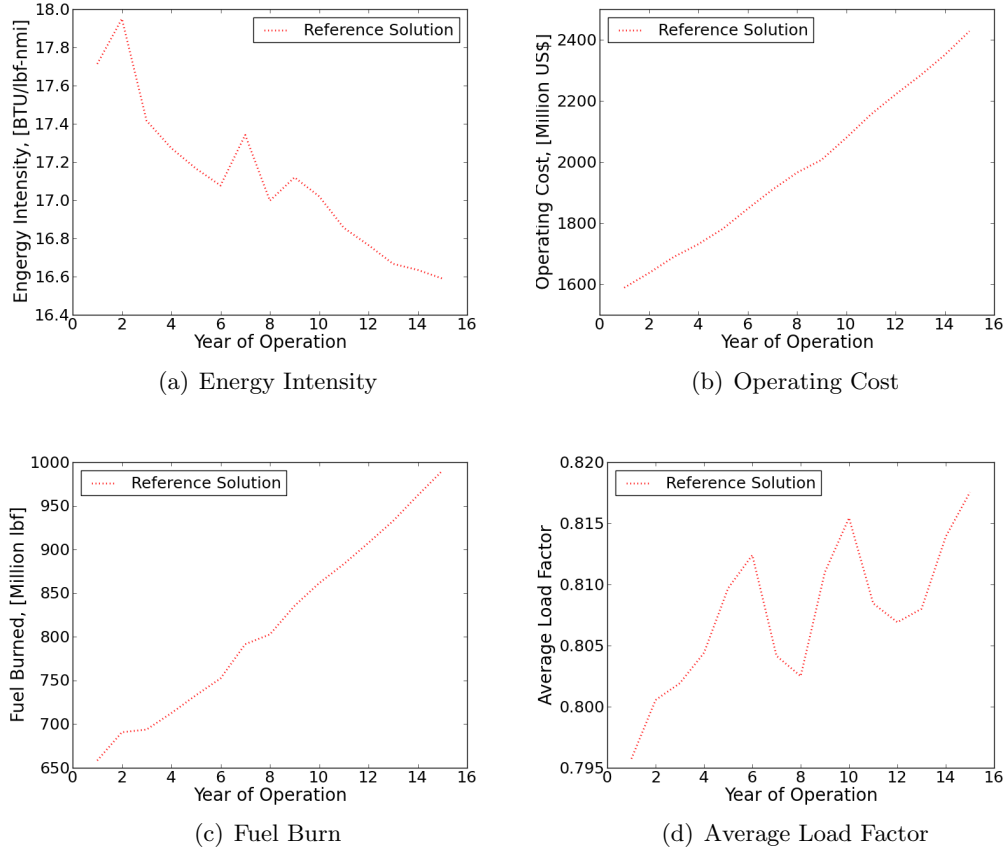 18.0
17.8
17.6
17.4
17.2
17.0
16.8
16.6
16.4
0 2 4 6 8 10 12 14 16
Engergy Intensity, [BTU/lbf-nmi]
Year of Operation
Reference Solution
(a) Energy Intensity
2400
2200
2000
1800
1600
0 2 4 6 8 10 12 14 16
Operating Cost, [Million US$]
Year of Operation
Reference Solution
(b) Operating Cost
1000
950
900
850
800
750
700
650
0 2 4 6 8 10 12 14 16
Fuel Burned, [Million lbf]
Year of Operation
Reference Solution
(c) Fuel Burn
0.820
0.815
0.810
0.805
0.800
0.795
0 2 4 6 8 10 12 14 16
Average Load Factor
Year of Operation
Reference Solution
(d) Average Load Factor